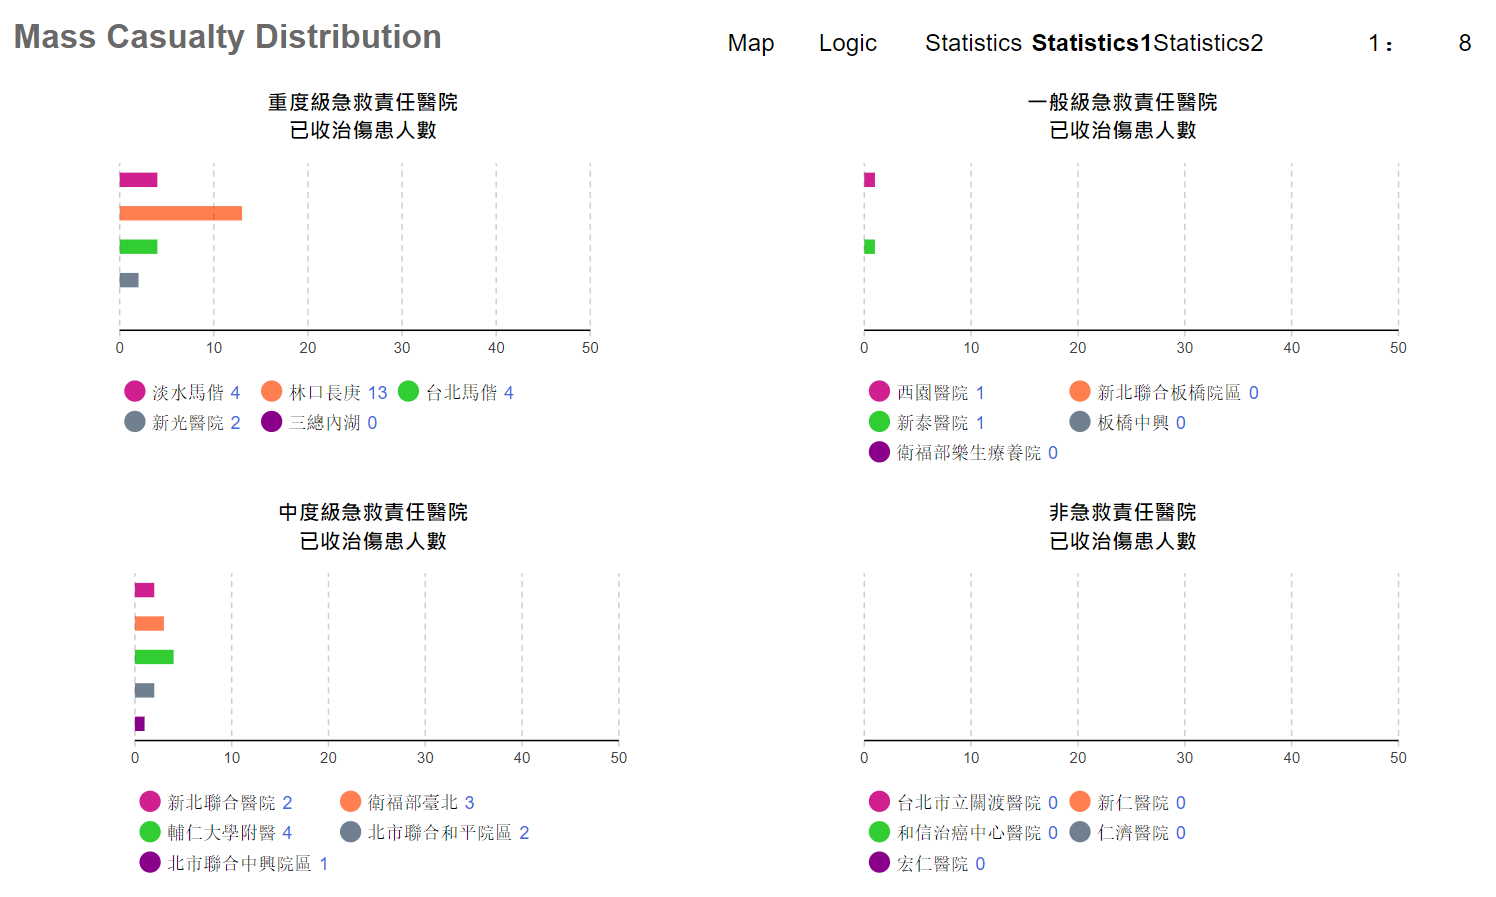 Mass Casualty Distribution
Map Logic Statistics Statistics1 Statistics2 1： 8
重度級急救責任醫院
已收治傷患人數
0 10 20 30 40 50
淡水馬偕 4 林口長庚 13 台北馬偕 4
新光醫院 2 三總內湖 0
一般級急救責任醫院
已收治傷患人數
0 10 20 30 40 50
西園醫院 1 新北聯合板橋院區 0
新泰醫院 1 板橋中興 0
衛福部樂生療養院 0
中度級急救責任醫院
已收治傷患人數
0 10 20 30 40 50
新北聯合醫院 2 衛福部臺北 3
輔仁大學附醫 4 北市聯合和平院區 2
北市聯合中興院區 1
非急救責任醫院
已收治傷患人數
0 10 20 30 40 50
台北市立關渡醫院 0 新仁醫院 0
和信治癌中心醫院 0 仁濟醫院 0
宏仁醫院 0